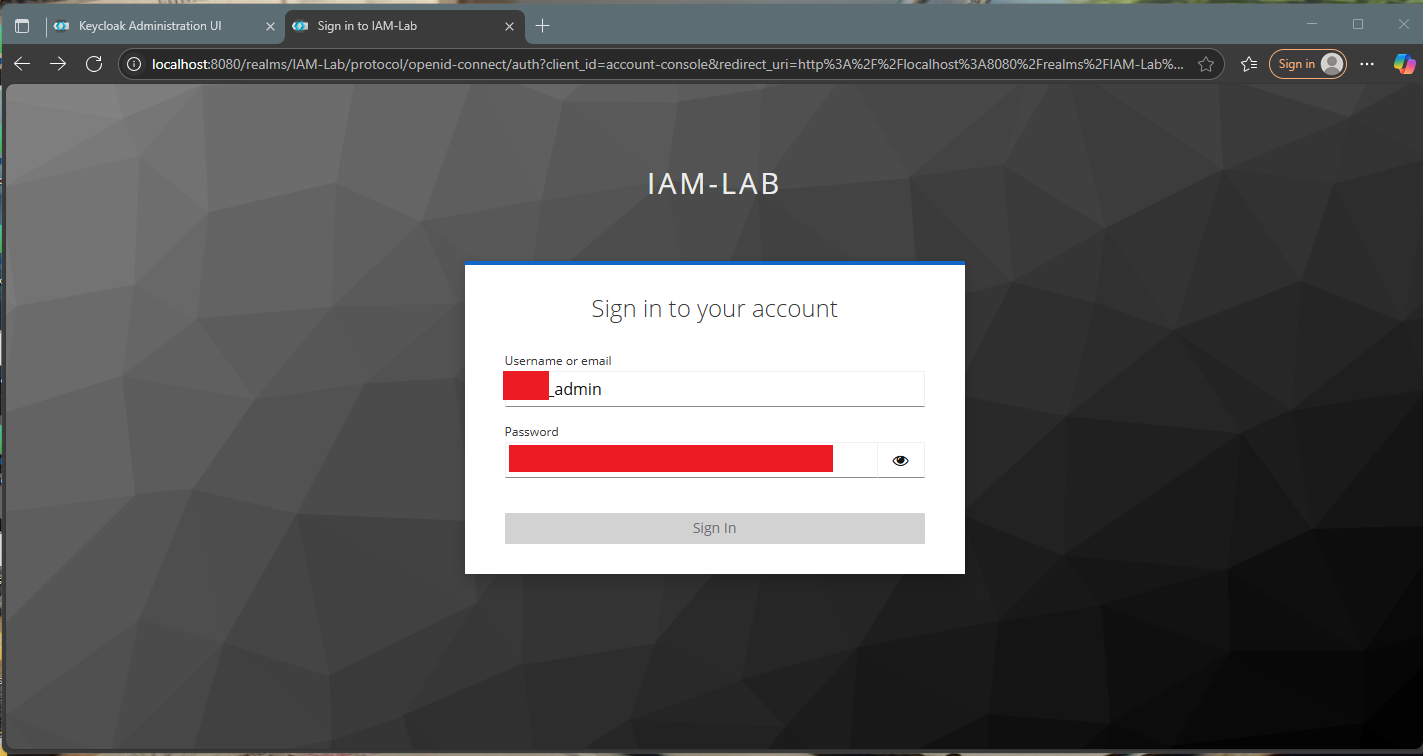 Keycloak Administration UI
Sign in to IAM-Lab
localhost:8080/realms/IAM-Lab/protocol/openid-connect/auth?client_id=account-console&redirect_uri=http%3A%2F%2Flocalhost%3A8080%2Frealms%2FIAM-Lab%...
Sign in
IAM-LAB
Sign in to your account
Username or email
_admin
Password
Sign In